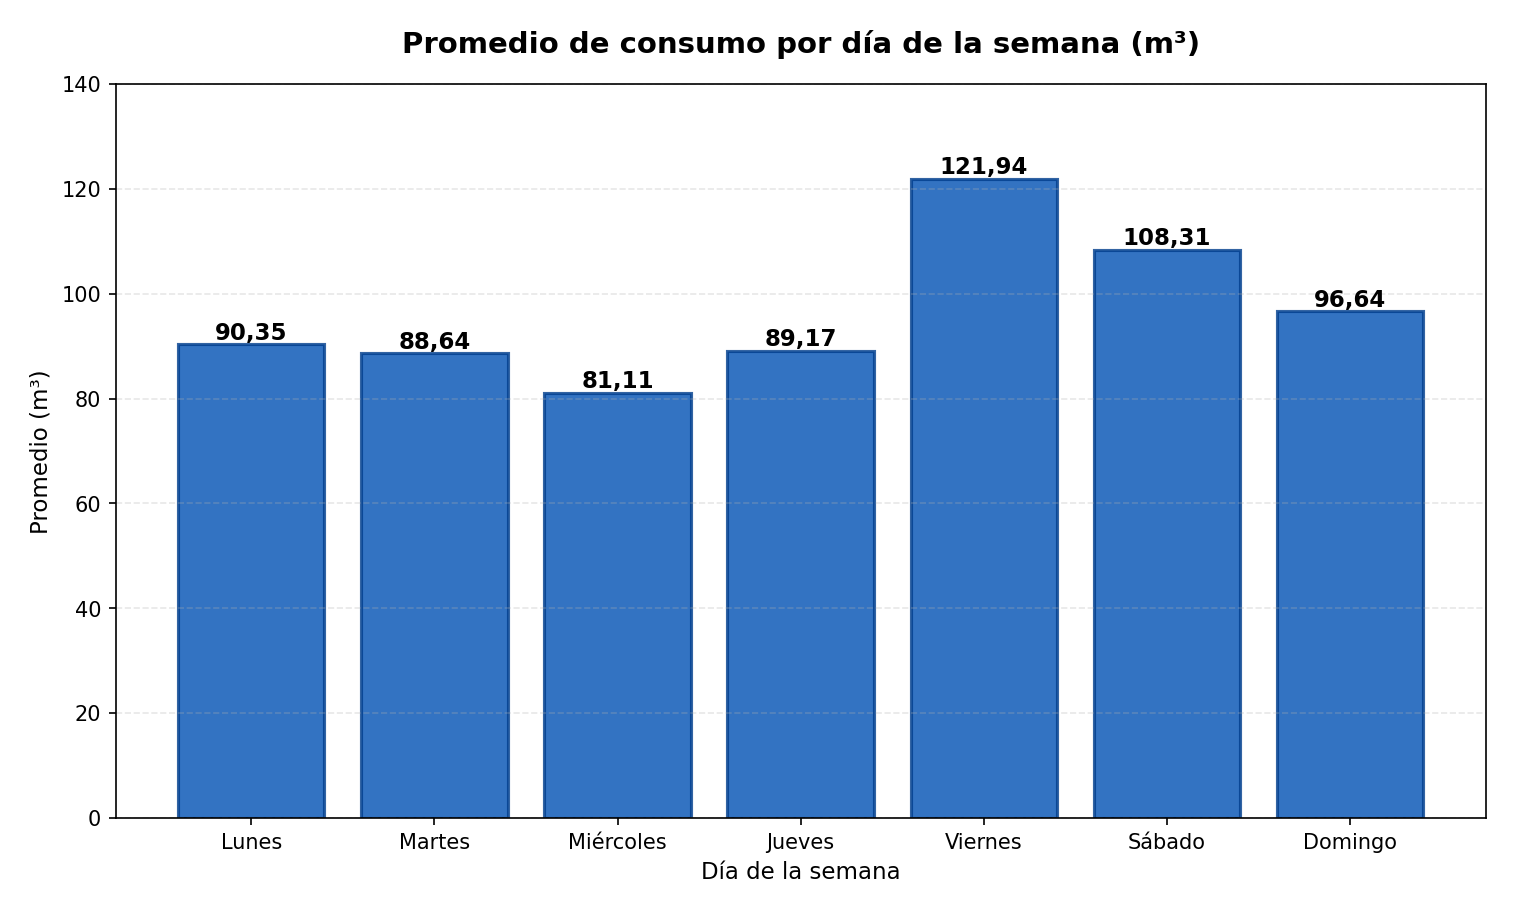 Promedio de consumo por día de la semana (m³)
Promedio (m³)
140
120
100
80
60
40
20
0
90,35
88,64
81,11
89,17
121,94
108,31
96,64
Lunes
Martes
Miércoles
Jueves
Viernes
Sábado
Domingo
Día de la semana